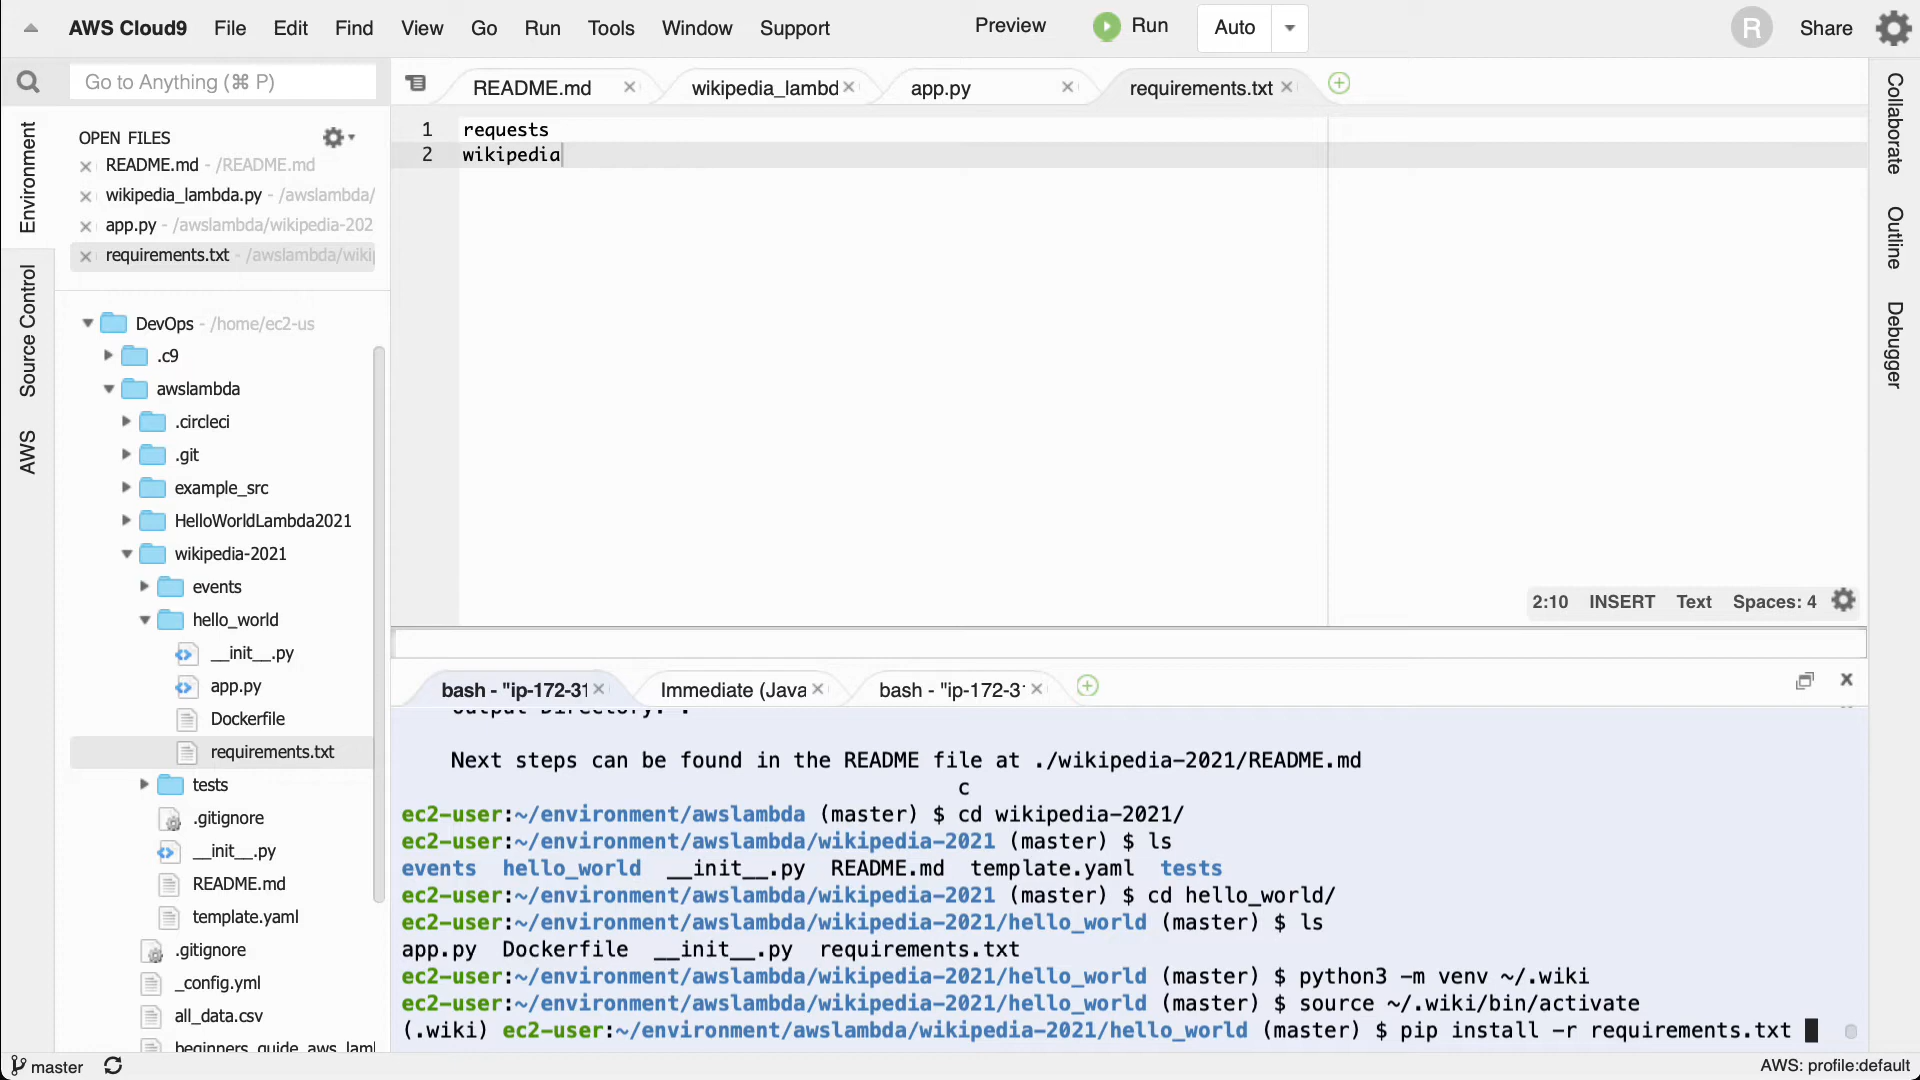 AWS Cloud9 File Edit Find View Go Run Tools Window Support Preview Run Auto R Share
Go to Anything (⌘ P)
README.md wikipedia_lambd app.py requirements.txt
Environment
Source Control
AWS
OPEN FILES
README.md - /README.md
wikipedia_lambda.py - /awslambda/
app.py - /awslambda/wikipedia-202
requirements.txt - /awslambda/wiki
DevOps - /home/ec2-us
.c9
awslambda
.circleci
.git
example_src
HelloWorldLambda2021
wikipedia-2021
events
hello_world
__init__.py
app.py
Dockerfile
requirements.txt
tests
.gitignore
__init__.py
README.md
template.yaml
.gitignore
_config.yml
all_data.csv
beginners_guide_aws_laml
1 requests
2 wikipedia
2:10 INSERT Text Spaces: 4
Collaborate
Outline
Debugger
bash - "ip-172-31 Immediate (Java bash - "ip-172-3
Output Directory: .
Next steps can be found in the README file at ./wikipedia-2021/README.md
c
ec2-user:~/environment/awslambda (master) $ cd wikipedia-2021/
ec2-user:~/environment/awslambda/wikipedia-2021 (master) $ ls
events hello_world __init__.py README.md template.yaml tests
ec2-user:~/environment/awslambda/wikipedia-2021 (master) $ cd hello_world/
ec2-user:~/environment/awslambda/wikipedia-2021/hello_world (master) $ ls
app.py Dockerfile __init__.py requirements.txt
ec2-user:~/environment/awslambda/wikipedia-2021/hello_world (master) $ python3 -m venv ~/.wiki
ec2-user:~/environment/awslambda/wikipedia-2021/hello_world (master) $ source ~/.wiki/bin/activate
(.wiki) ec2-user:~/environment/awslambda/wikipedia-2021/hello_world (master) $ pip install -r requirements.txt
master
AWS: profile:default